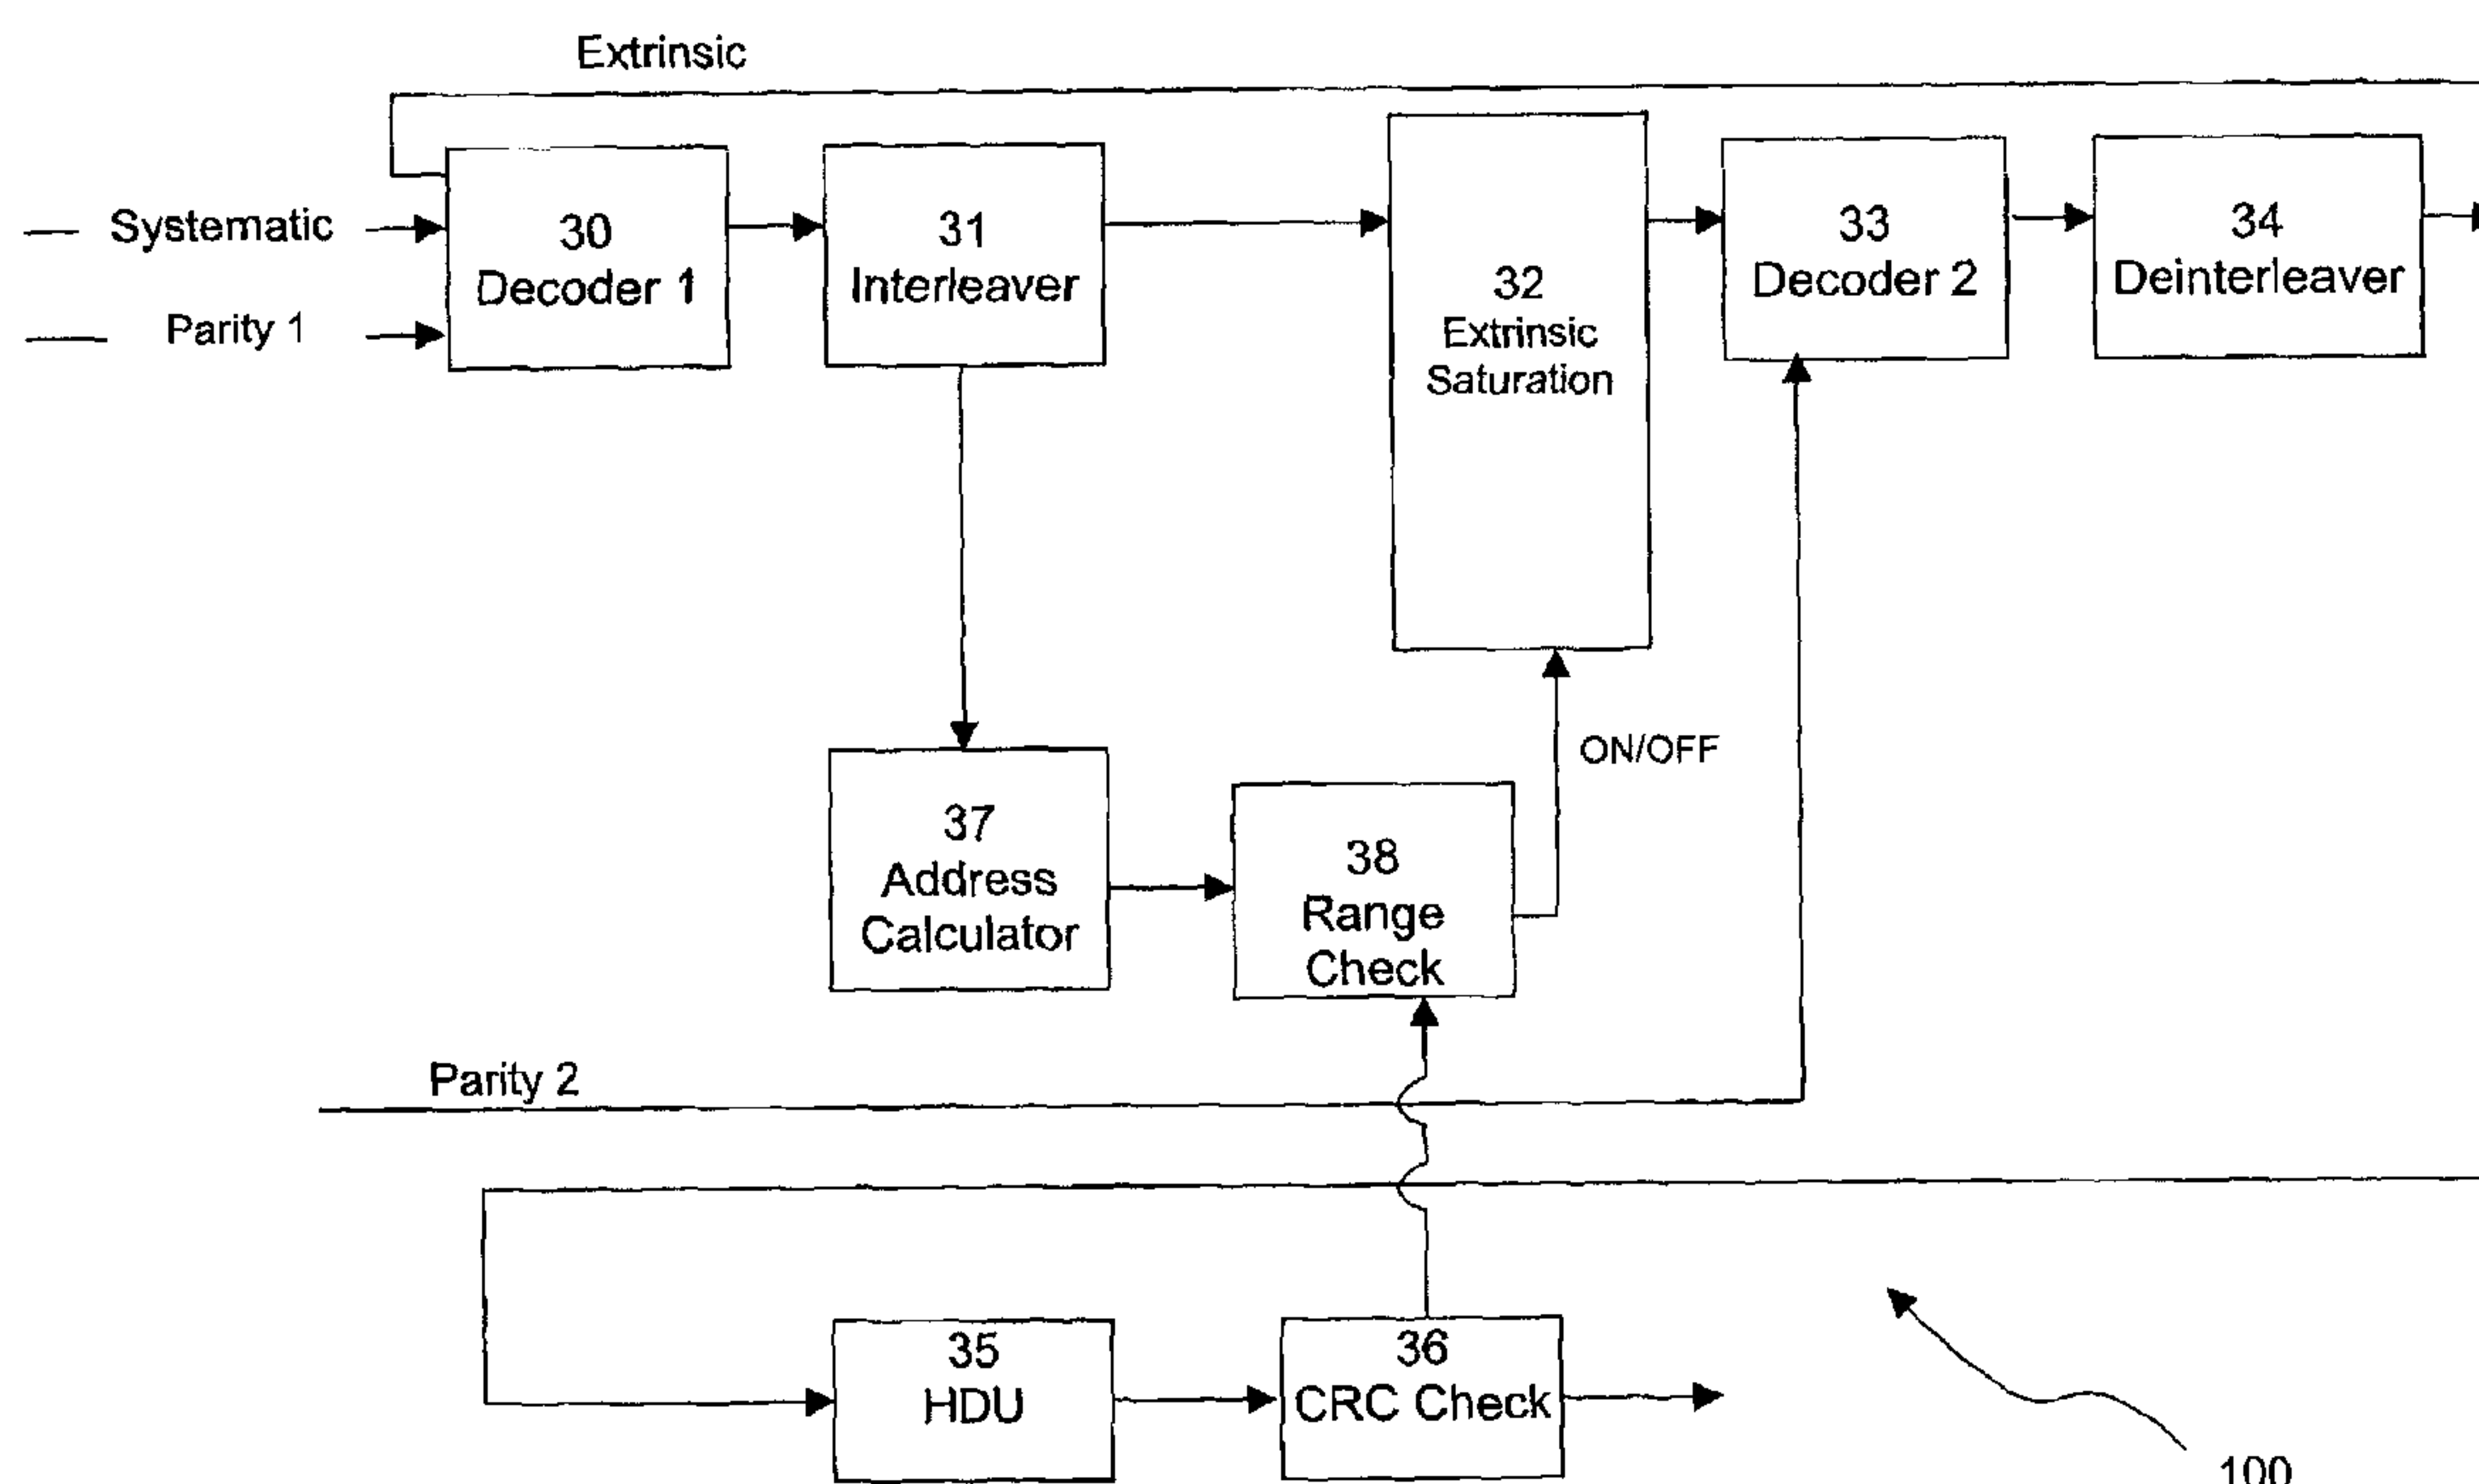 Extrinsic
Systematic
Parity 1
30
Decoder 1
31
Interleaver
32
Extrinsic
Saturation
33
Decoder 2
34
Deinterleaver
ON/OFF
37
Address
Calculator
38
Range
Check
Parity 2
35
HDU
36
CRC Check
100